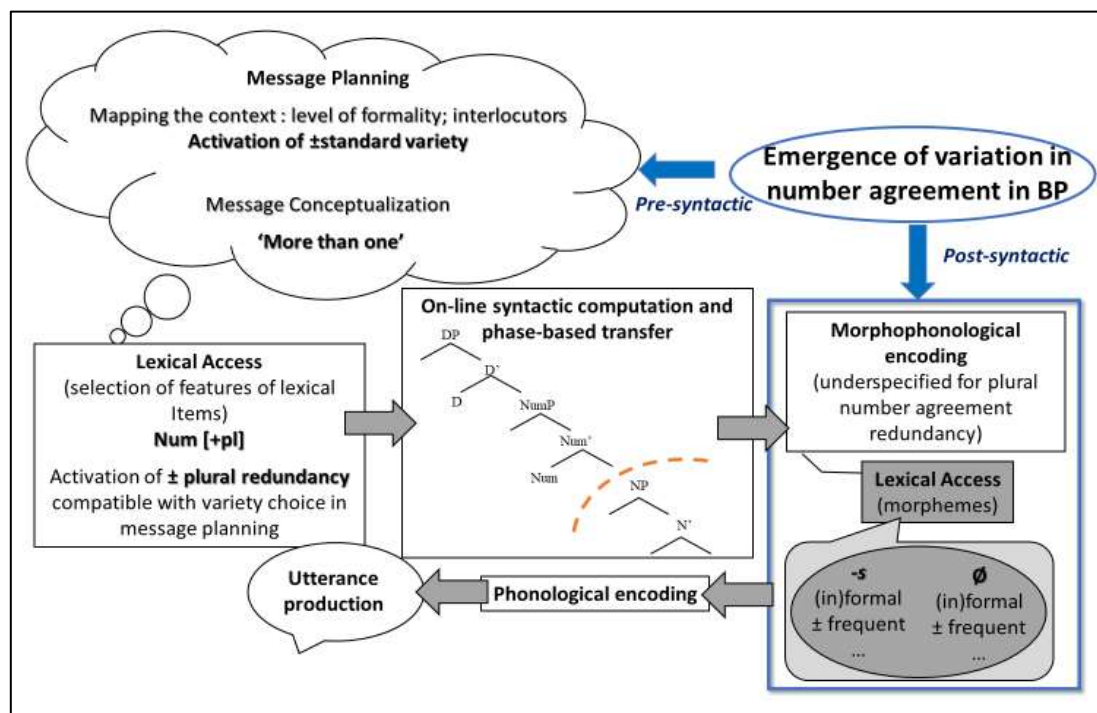 Message Planning
Mapping the context : level of formality; interlocutors
Activation of ±standard variety
Message Conceptualization
‘More than one’
Emergence of variation in
number agreement in BP
Pre-syntactic
Post-syntactic
Lexical Access
(selection of features of lexical
Items)
Num [+pl]
Activation of ± plural redundancy
compatible with variety choice in
message planning
On-line syntactic computation and
phase-based transfer
DP
D'
D
NumP
Num'
Num
NP
N'
Morphophonological
encoding
(underspecified for plural
number agreement
redundancy)
Lexical Access
(morphemes)
-s
(in)formal
± frequent
...
Ø
(in)formal
± frequent
...
Phonological encoding
Utterance
production